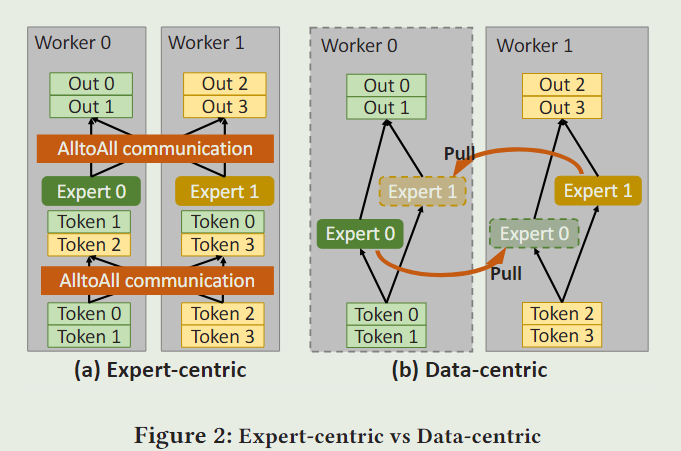 Worker 0
Worker 1
Out 0
Out 1
Out 2
Out 3
AlltoAll communication
Expert 0
Expert 1
Token 1
Token 2
Token 0
Token 3
AlltoAll communication
Token 0
Token 1
Token 2
Token 3
(a) Expert-centric
Worker 0
Worker 1
Out 0
Out 1
Out 2
Out 3
Pull
Expert 1
Expert 1
Expert 0
Expert 0
Pull
Token 0
Token 1
Token 2
Token 3
(b) Data-centric
Figure 2: Expert-centric vs Data-centric